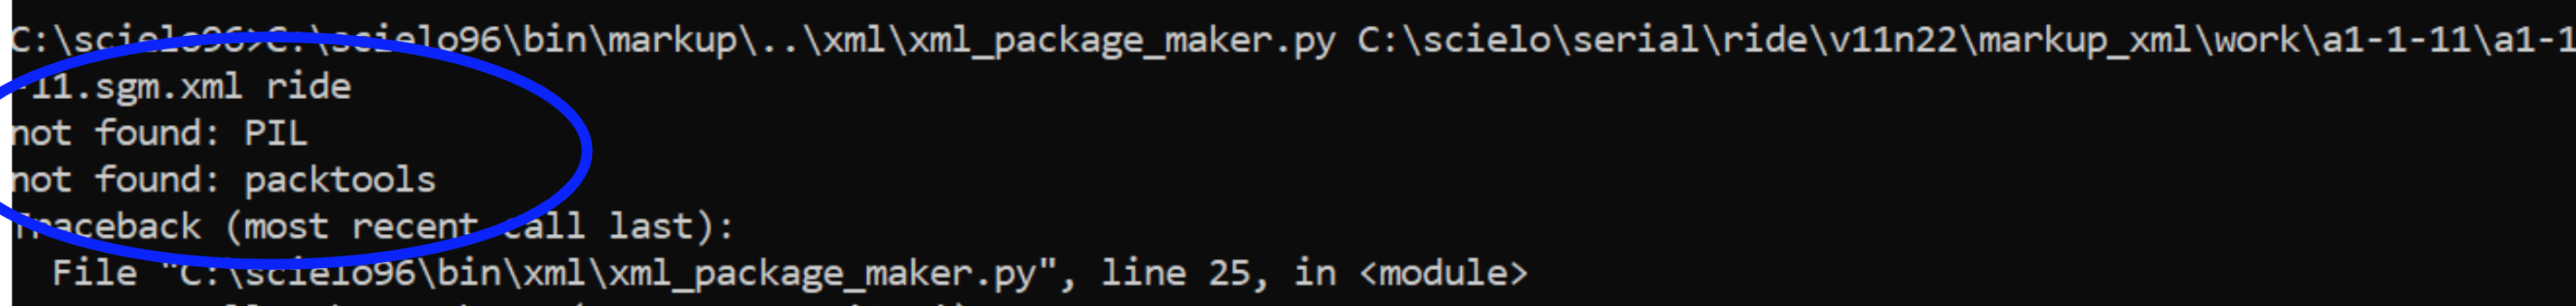 C:\scielo96>C:\scielo96\bin\markup\..\xml\xml_package_maker.py C:\scielo\serial\ride\v11n22\markup_xml\work\a1-1-11\a1-1
-11.sgm.xml ride
not found: PIL
not found: packtools
Traceback (most recent call last):
File "C:\scielo96\bin\xml\xml_package_maker.py", line 25, in <module>